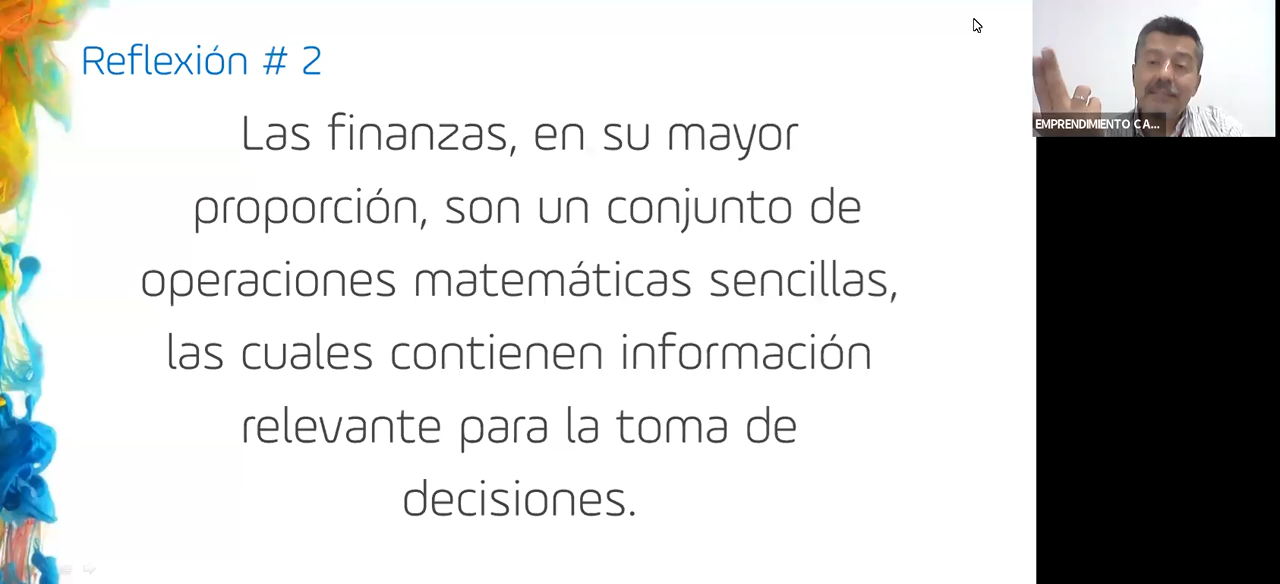 Reflexión # 2
Las finanzas, en su mayor
proporción, son un conjunto de
operaciones matemáticas sencillas,
las cuales contienen información
relevante para la toma de
decisiones.
EMPRENDIMIENTO CA...